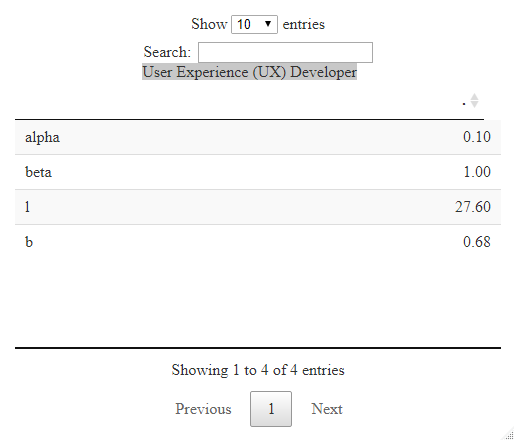 Show 10 entries
Search:
User Experience (UX) Developer
.
alpha 0.10
beta 1.00
l 27.60
b 0.68
Showing 1 to 4 of 4 entries
Previous 1 Next